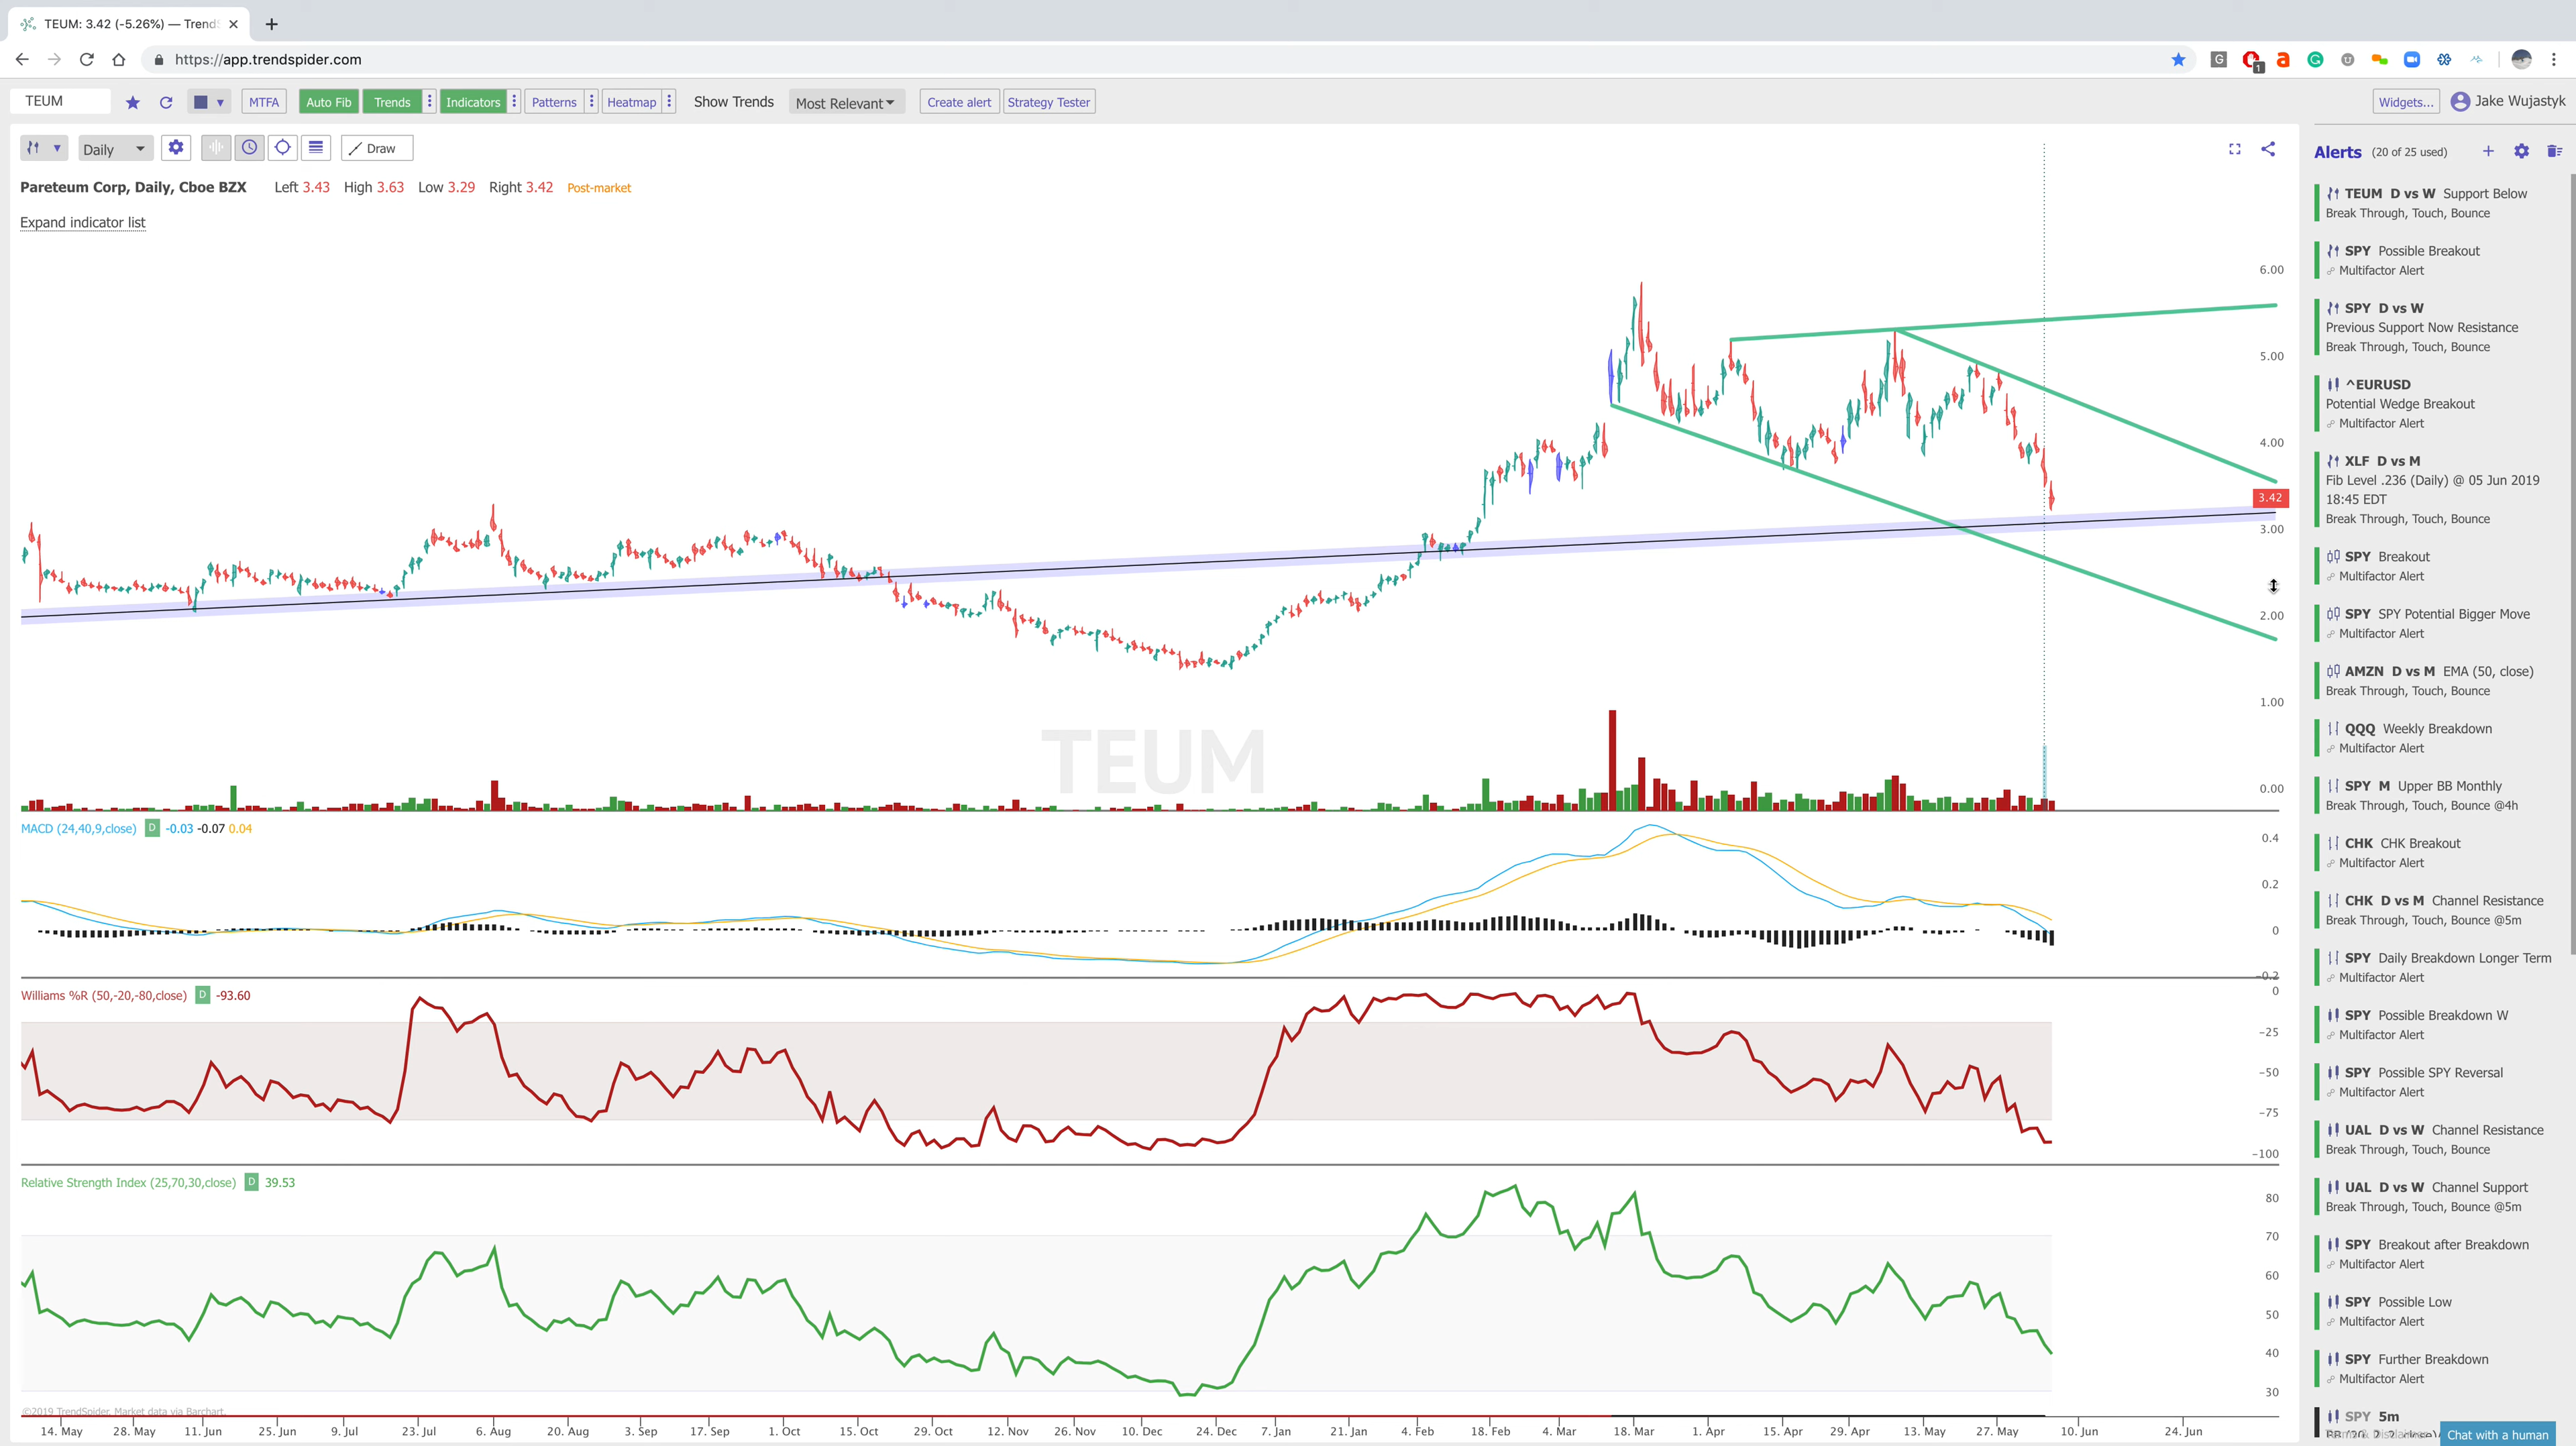 TEUM: 3.42 (-5.26%) — Trend
https://app.trendspider.com
TEUM MTFA Auto Fib Trends Indicators Patterns Heatmap Show Trends Most Relevant Create alert Strategy Tester Widgets... Jake Wujastyk
Daily Draw
Pareteum Corp, Daily, Cboe BZX Left 3.43 High 3.63 Low 3.29 Right 3.42 Post-market
Expand indicator list
6.00
5.00
4.00
3.42
3.00
2.00
1.00
TEUM
0.00
MACD (24,40,9,close) D -0.03 -0.07 0.04
0.4
0.2
0
-0.2
Williams %R (50,-20,-80,close) D -93.60
0
-25
-50
-75
-100
Relative Strength Index (25,70,30,close) D 39.53
80
70
60
50
40
30
©2019 TrendSpider. Market data via Barchart.
14. May 28. May 11. Jun 25. Jun 9. Jul 23. Jul 6. Aug 20. Aug 3. Sep 17. Sep 1. Oct 15. Oct 29. Oct 12. Nov 26. Nov 10. Dec 24. Dec 7. Jan 21. Jan 4. Feb 18. Feb 4. Mar 18. Mar 1. Apr 15. Apr 29. Apr 13. May 27. May 10. Jun 24. Jun
Alerts (20 of 25 used)
TEUM D vs W Support Below
Break Through, Touch, Bounce
SPY Possible Breakout
Multifactor Alert
SPY D vs W
Previous Support Now Resistance
Break Through, Touch, Bounce
^EURUSD
Potential Wedge Breakout
Multifactor Alert
XLF D vs M
Fib Level .236 (Daily) @ 05 Jun 2019
18:45 EDT
Break Through, Touch, Bounce
SPY Breakout
Multifactor Alert
SPY SPY Potential Bigger Move
Multifactor Alert
AMZN D vs M EMA (50, close)
Break Through, Touch, Bounce
QQQ Weekly Breakdown
Multifactor Alert
SPY M Upper BB Monthly
Break Through, Touch, Bounce @4h
CHK CHK Breakout
Multifactor Alert
CHK D vs M Channel Resistance
Break Through, Touch, Bounce @5m
SPY Daily Breakdown Longer Term
Multifactor Alert
SPY Possible Breakdown W
Multifactor Alert
SPY Possible SPY Reversal
Multifactor Alert
UAL D vs W Channel Resistance
Break Through, Touch, Bounce
UAL D vs W Channel Support
Break Through, Touch, Bounce @5m
SPY Breakout after Breakdown
Multifactor Alert
SPY Possible Low
Multifactor Alert
SPY Further Breakdown
Multifactor Alert
SPY 5m
Chat with a human